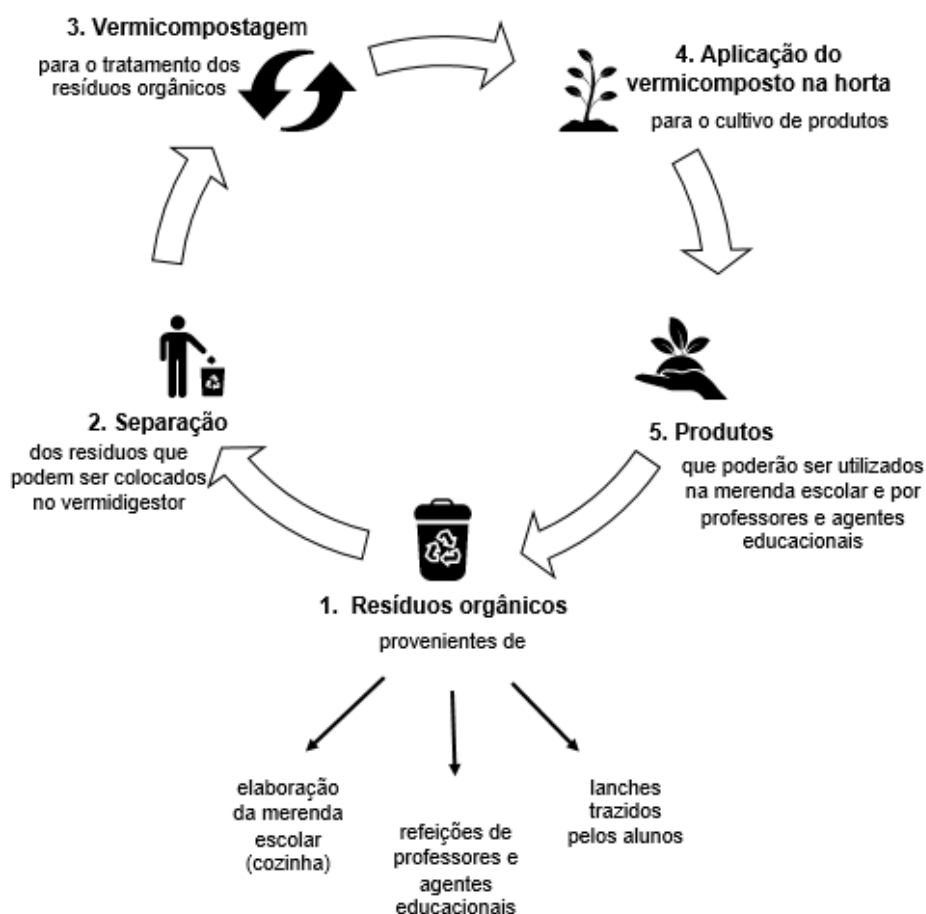 3. Vermicompostagem
para o tratamento dos
resíduos orgânicos
4. Aplicação do
vermicomposto na horta
para o cultivo de produtos
2. Separação
dos resíduos que
podem ser colocados
no vermidigestor
5. Produtos
que poderão ser utilizados
na merenda escolar e por
professores e agentes
educacionais
1. Resíduos orgânicos
provenientes de
elaboração
da merenda
escolar
(cozinha)
refeições de
professores e
agentes
educacionais
lanches
trazidos
pelos alunos